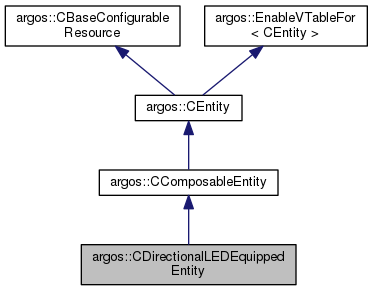 argos::CBaseConfigurable
Resource
argos::EnableVTableFor
< CEntity >
argos::CEntity
argos::CComposableEntity
argos::CDirectionalLEDEquipped
Entity